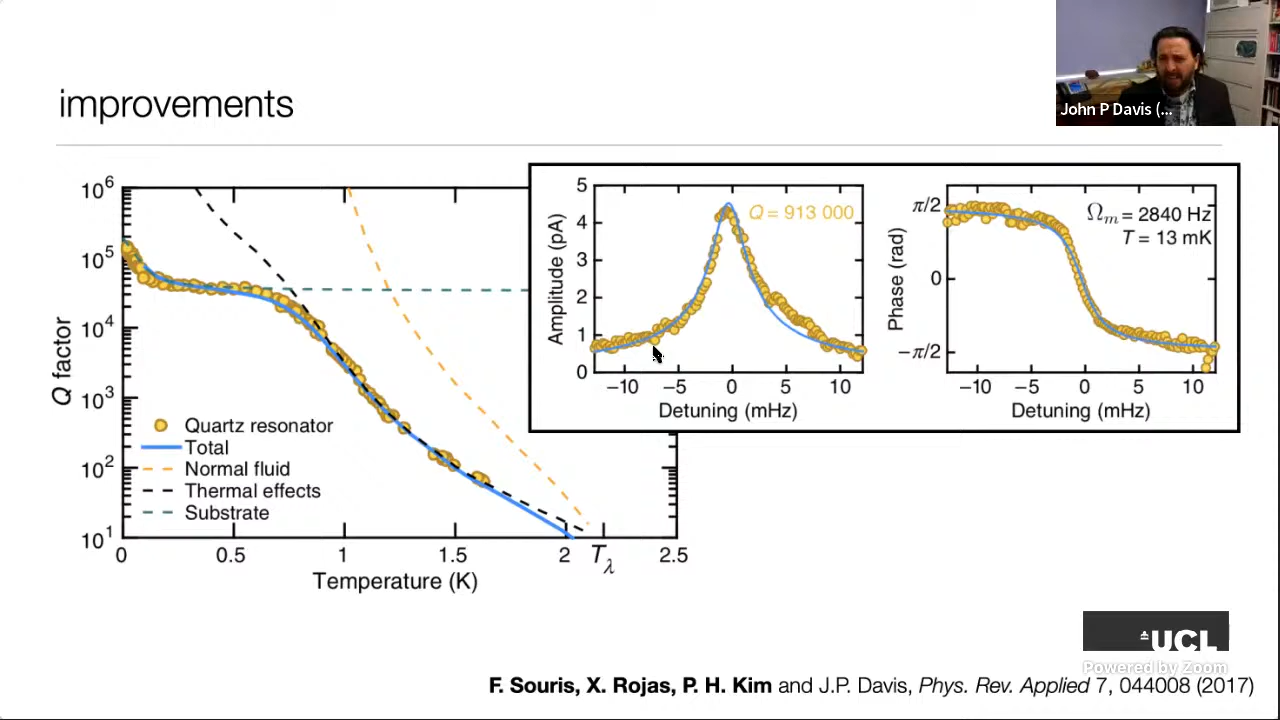 John P Davis (...
improvements
10^6
10^5
10^4
10^3
10^2
10^1
Q factor
Quartz resonator
Total
Normal fluid
Thermal effects
Substrate
0 0.5 1 1.5 2 T_λ 2.5
Temperature (K)
5
4
3
2
1
0
Amplitude (pA)
Q = 913 000
−10 −5 0 5 10
Detuning (mHz)
π/2
0
−π/2
Phase (rad)
Ω_m = 2840 Hz
T = 13 mK
−10 −5 0 5 10
Detuning (mHz)
UCL
Powered by Zoom
F. Souris, X. Rojas, P. H. Kim and J.P. Davis, Phys. Rev. Applied 7, 044008 (2017)